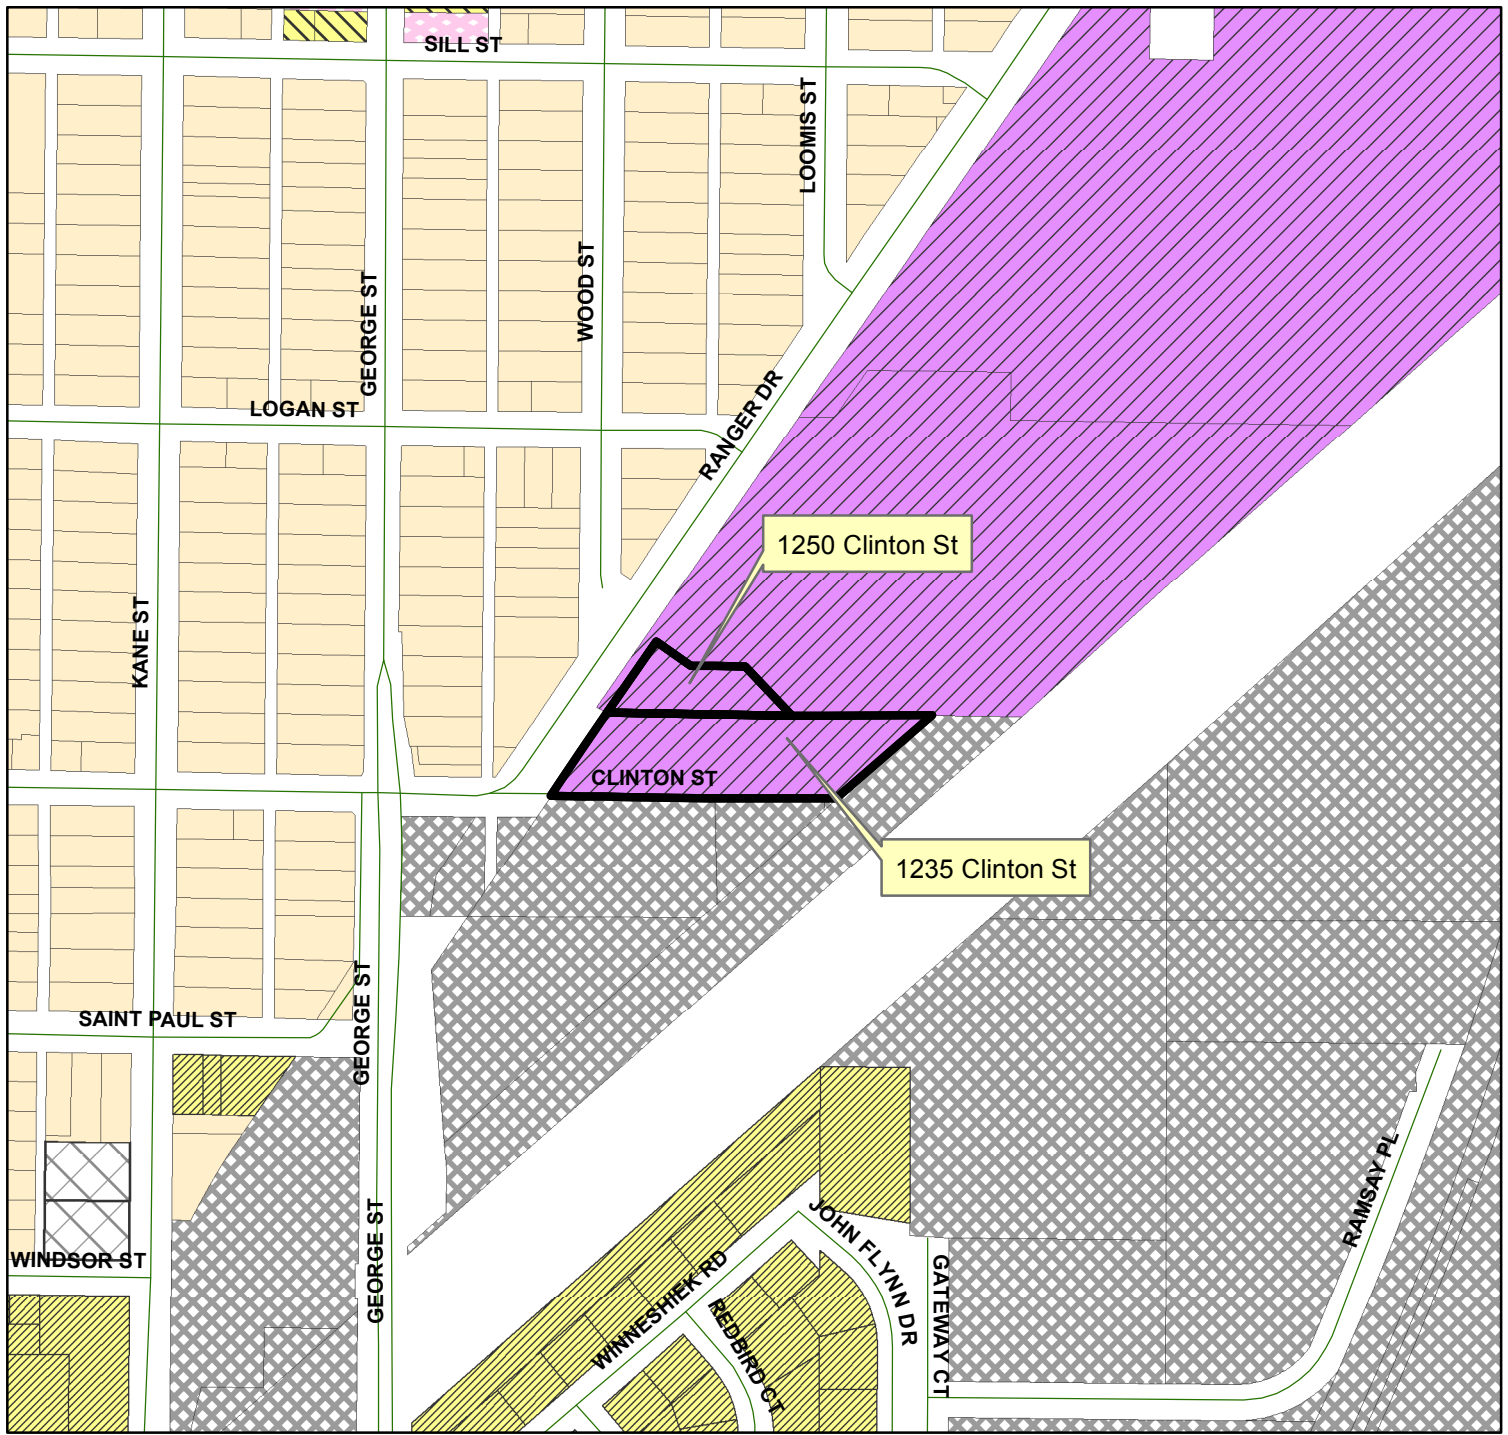 SILL ST
LOOMIS ST
WOOD ST
GEORGE ST
RANGER DR
LOGAN ST
1250 Clinton St
KANE ST
CLINTON ST
1235 Clinton St
GEORGE ST
SAINT PAUL ST
RAMSAY PL
GEORGE ST
JOHN FLYNN DR
WINDSOR ST
WINNESHIEK RD
GATEWAY CT
REDBIRD CT